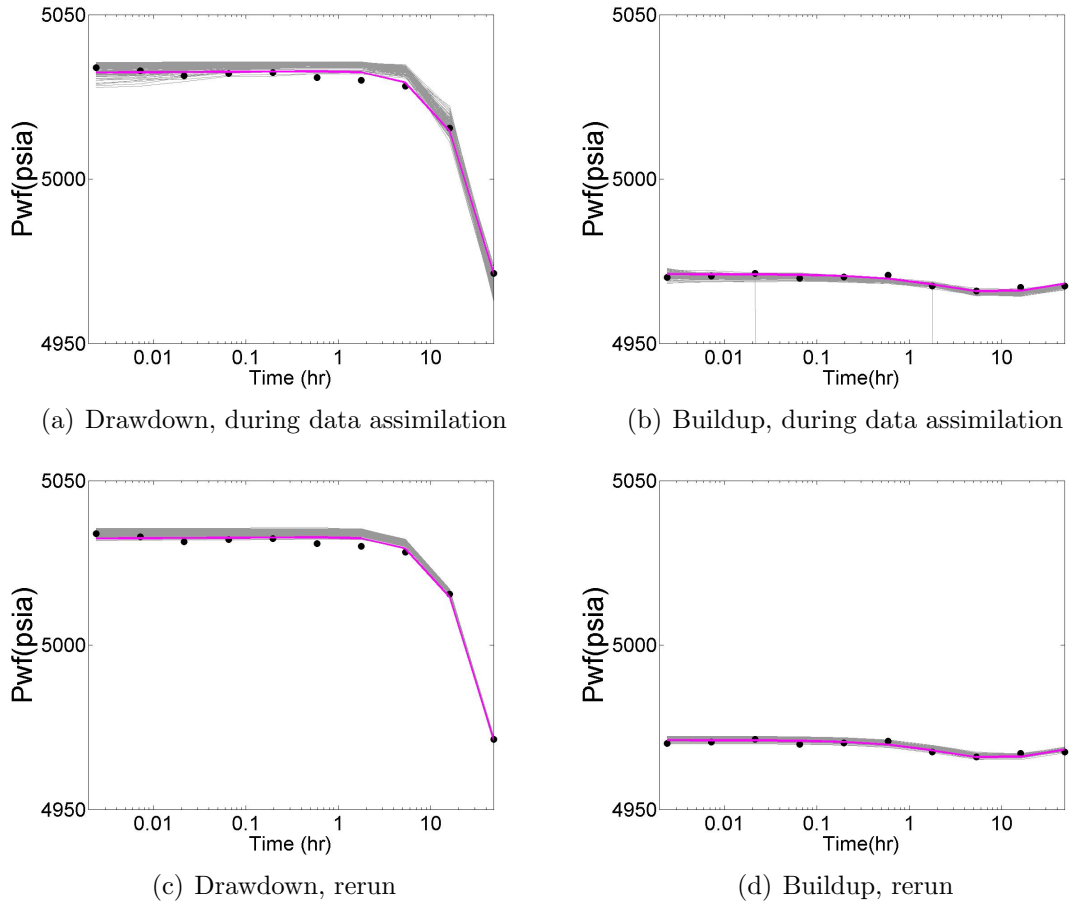 5050
5000
4950
Pwf(psia)
0.01 0.1 1 10
Time (hr)
(a) Drawdown, during data assimilation
5050
5000
4950
Pwf(psia)
0.01 0.1 1 10
Time(hr)
(b) Buildup, during data assimilation
5050
5000
4950
Pwf(psia)
0.01 0.1 1 10
Time (hr)
(c) Drawdown, rerun
5050
5000
4950
Pwf(psia)
0.01 0.1 1 10
Time(hr)
(d) Buildup, rerun